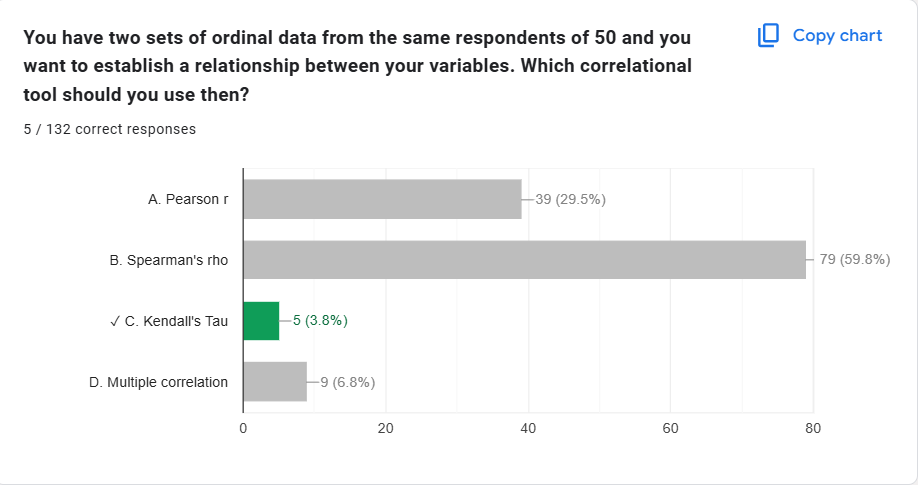 You have two sets of ordinal data from the same respondents of 50 and you
want to establish a relationship between your variables. Which correlational
tool should you use then?
Copy chart
5 / 132 correct responses
A. Pearson r
39 (29.5%)
B. Spearman's rho
79 (59.8%)
✓ C. Kendall's Tau
5 (3.8%)
D. Multiple correlation
9 (6.8%)
0 20 40 60 80